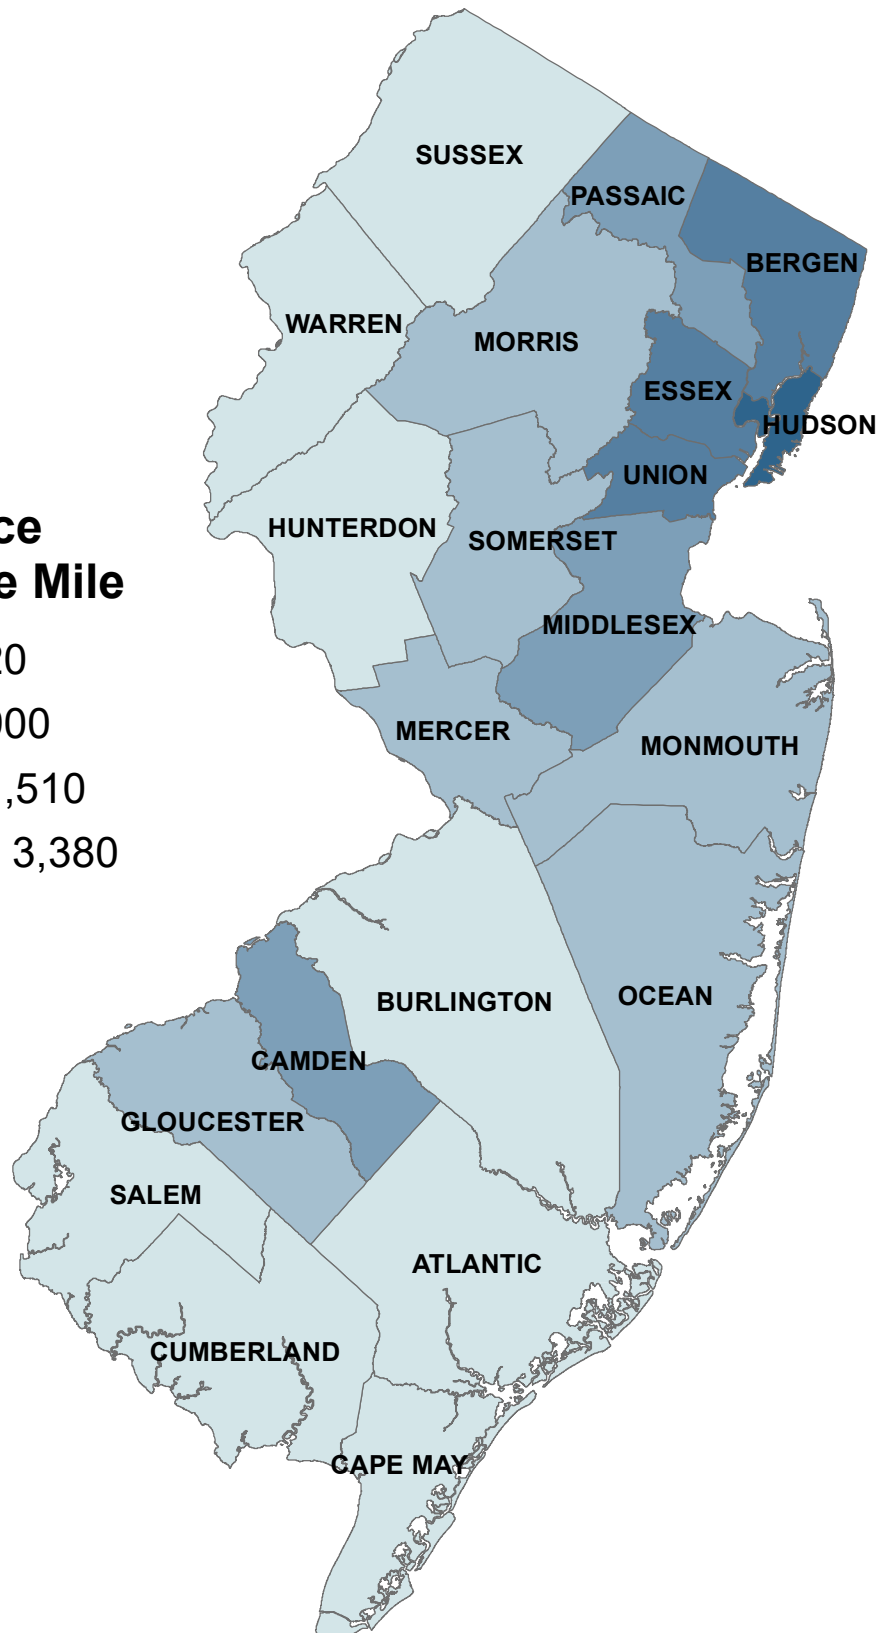 SUSSEX
PASSAIC
BERGEN
WARREN
MORRIS
ESSEX
HUDSON
UNION
ce
HUNTERDON
SOMERSET
e Mile
MIDDLESEX
20
000
MERCER
MONMOUTH
,510
3,380
OCEAN
BURLINGTON
CAMDEN
GLOUCESTER
SALEM
ATLANTIC
CUMBERLAND
CAPE MAY